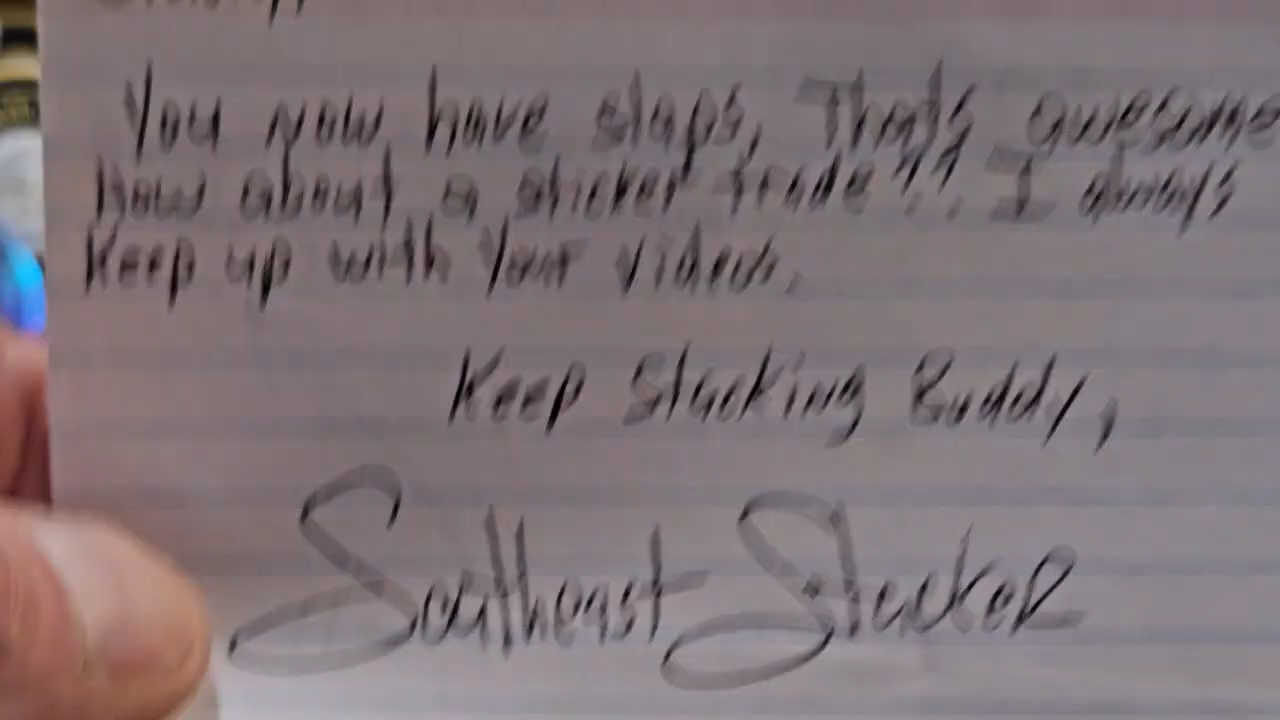 You now have slaps, That's awesome
How about a sticker trade?? I always
Keep up with Your videos.
Keep Stacking Buddy,
Southeast Stacker